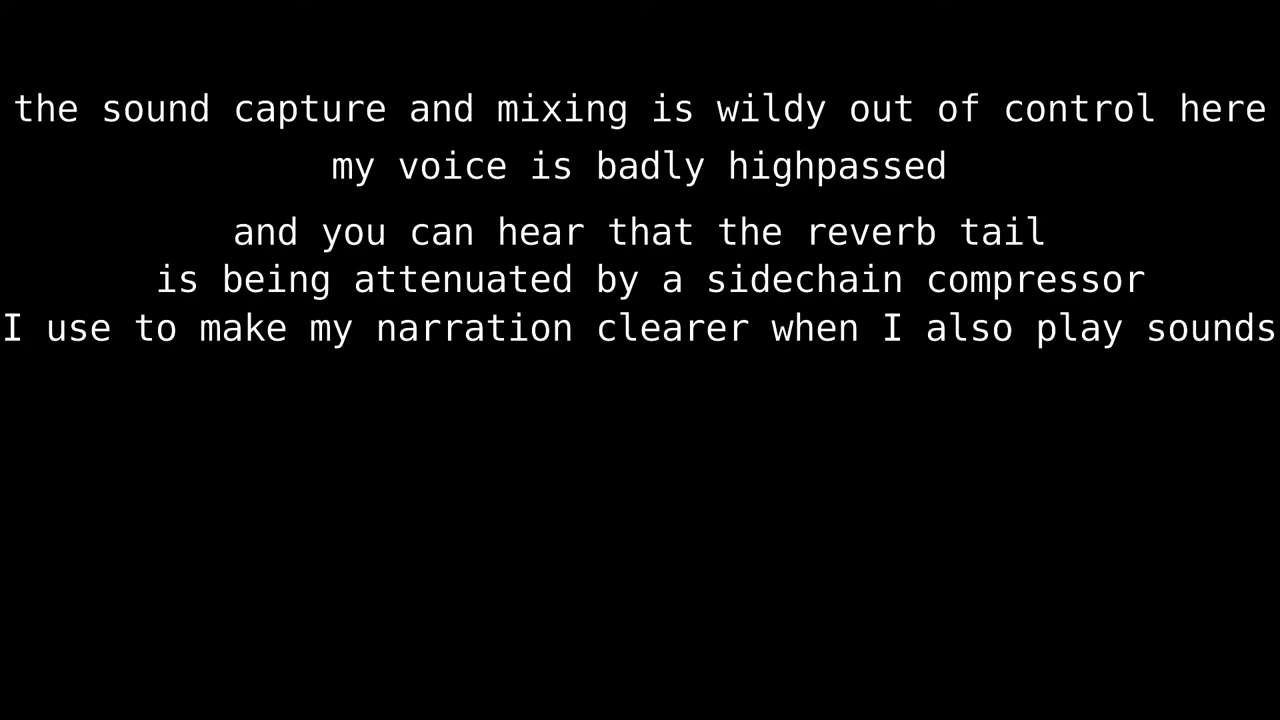 the sound capture and mixing is wildy out of control here
my voice is badly highpassed
and you can hear that the reverb tail
is being attenuated by a sidechain compressor
I use to make my narration clearer when I also play sounds